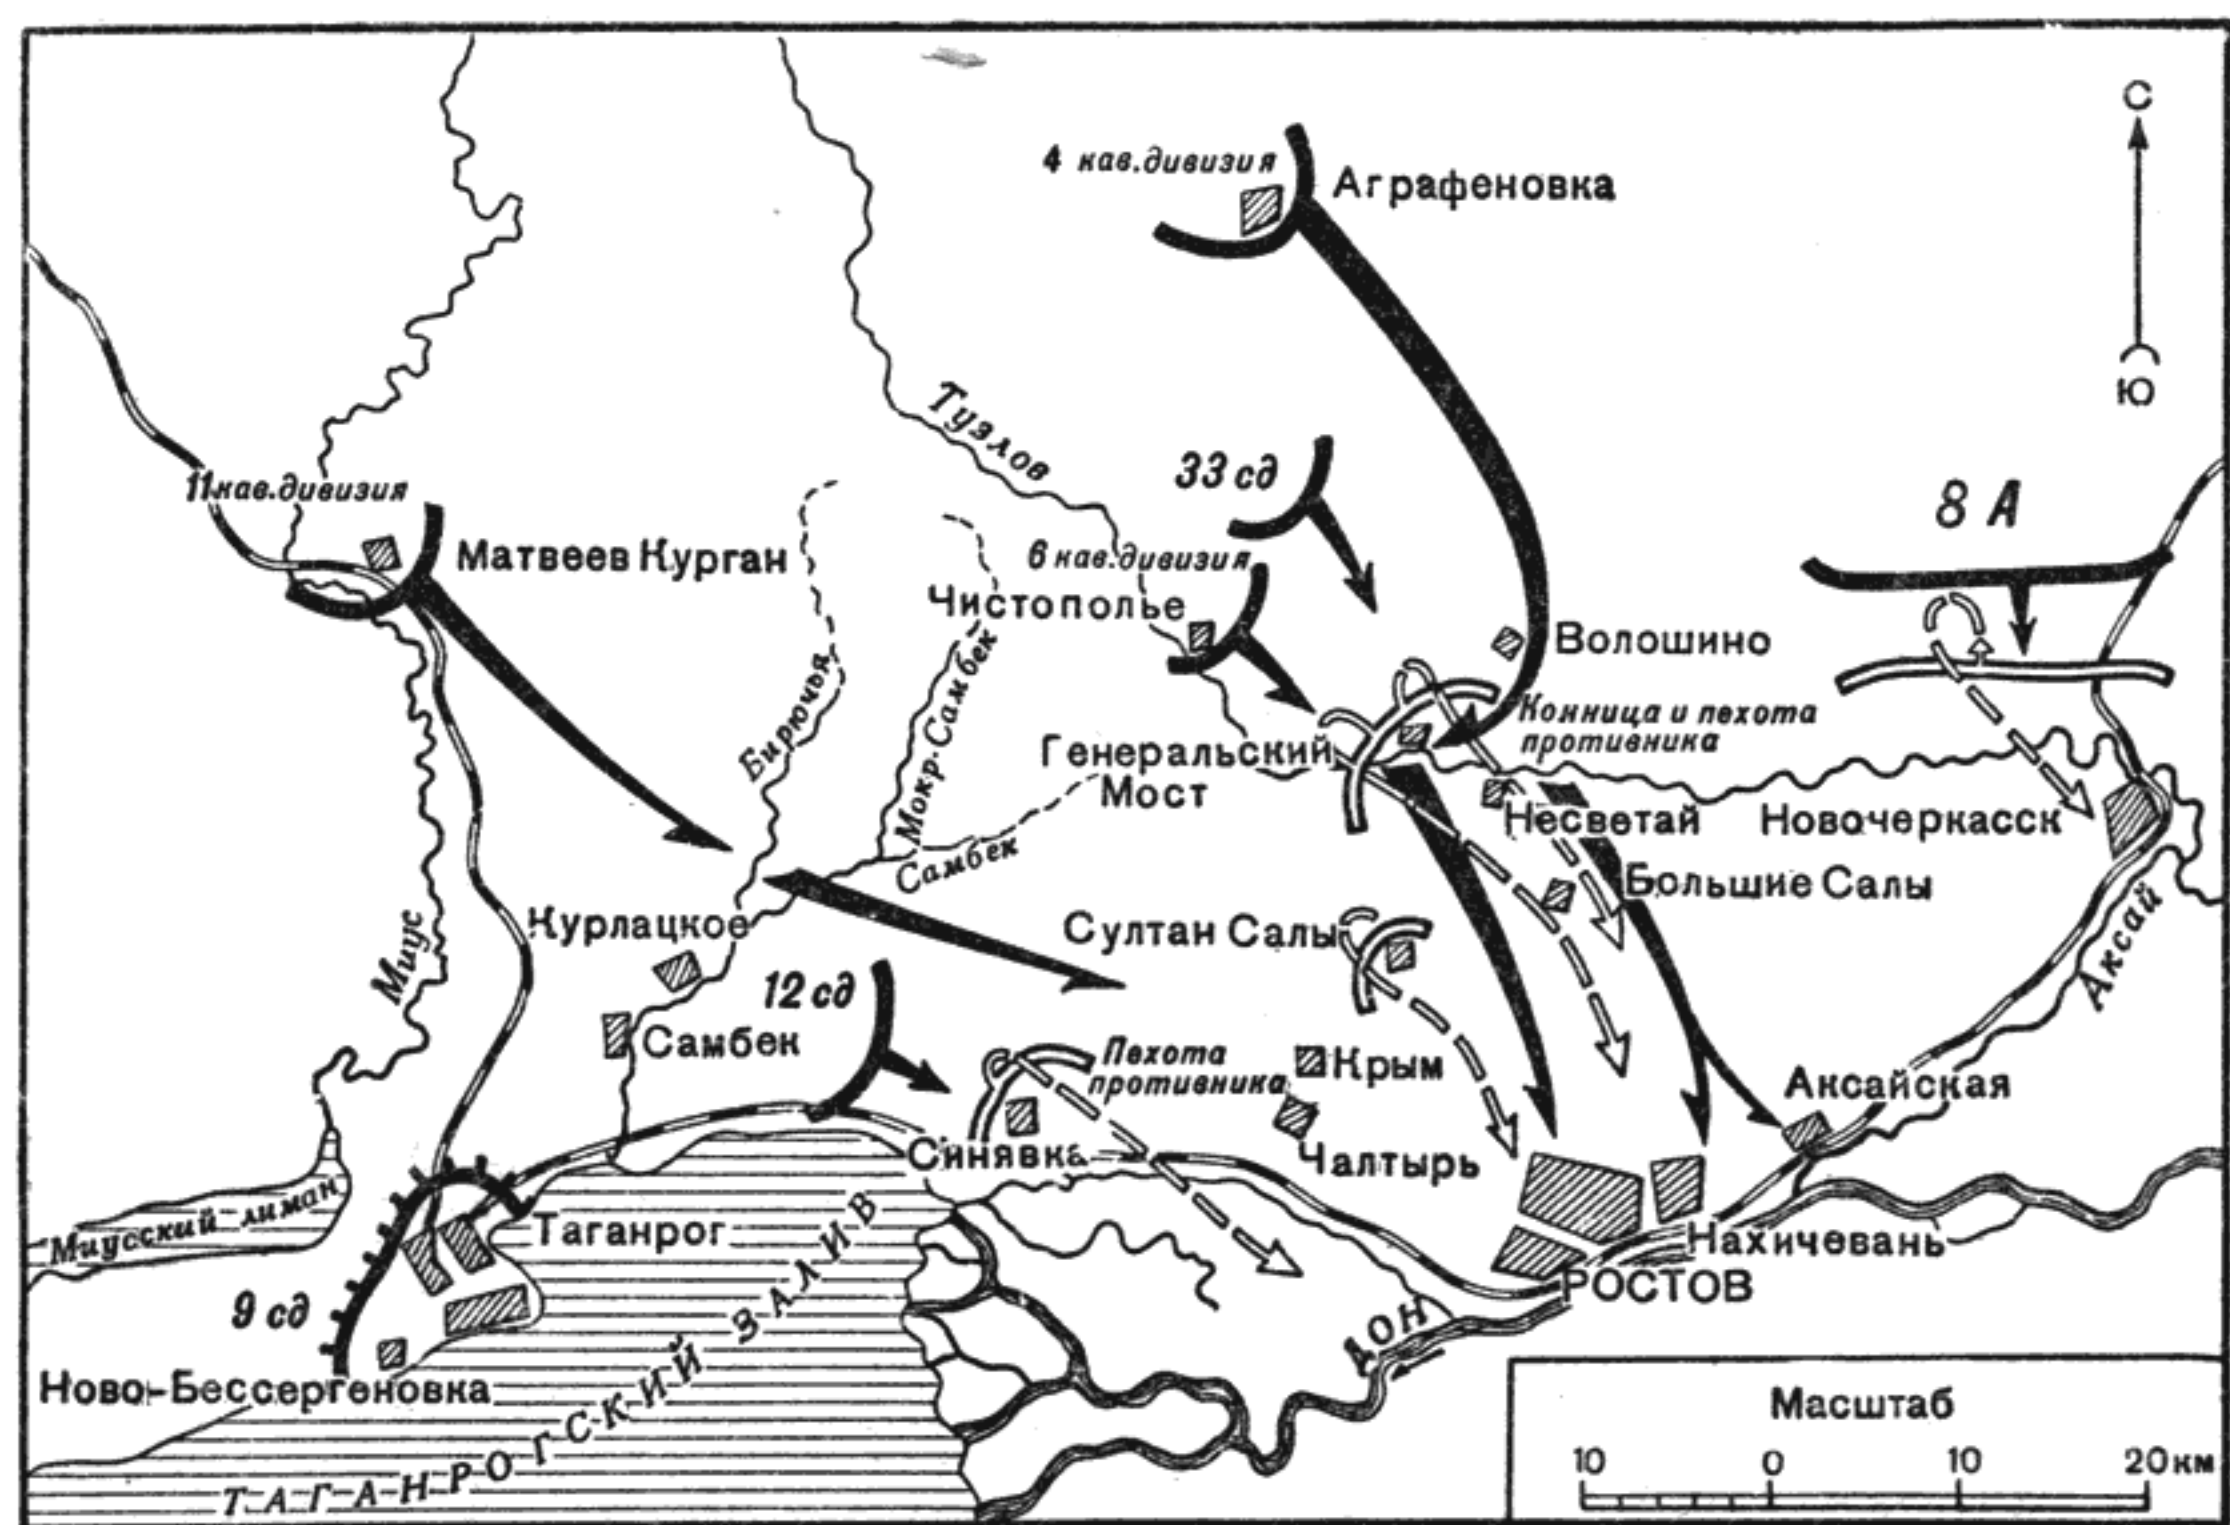 С
4 кав.дивизия
Аграфеновка
Ю
Тузлов
33 сд
11 кав.дивизия
8 А
Матвеев Курган
6 кав.дивизия
Чистополье
Волошино
Бирючья
Мокр.Самбек
Конница и пехота
противника
Генеральский
Мост
Несветай
Новочеркасск
Самбек
Большие Салы
Миус
Курлацкое
Султан Салы
Аксай
12 сд
Самбек
Пехота
противника
Крым
Аксайская
Синявка
Чалтырь
Миусский лиман
Таганрог
Нахичевань
РОСТОВ
9 сд
ДОН
Ново-Бессергеновка
ТАГАНРОГСКИЙ ЗАЛИВ
Масштаб
10 0 10 20 км